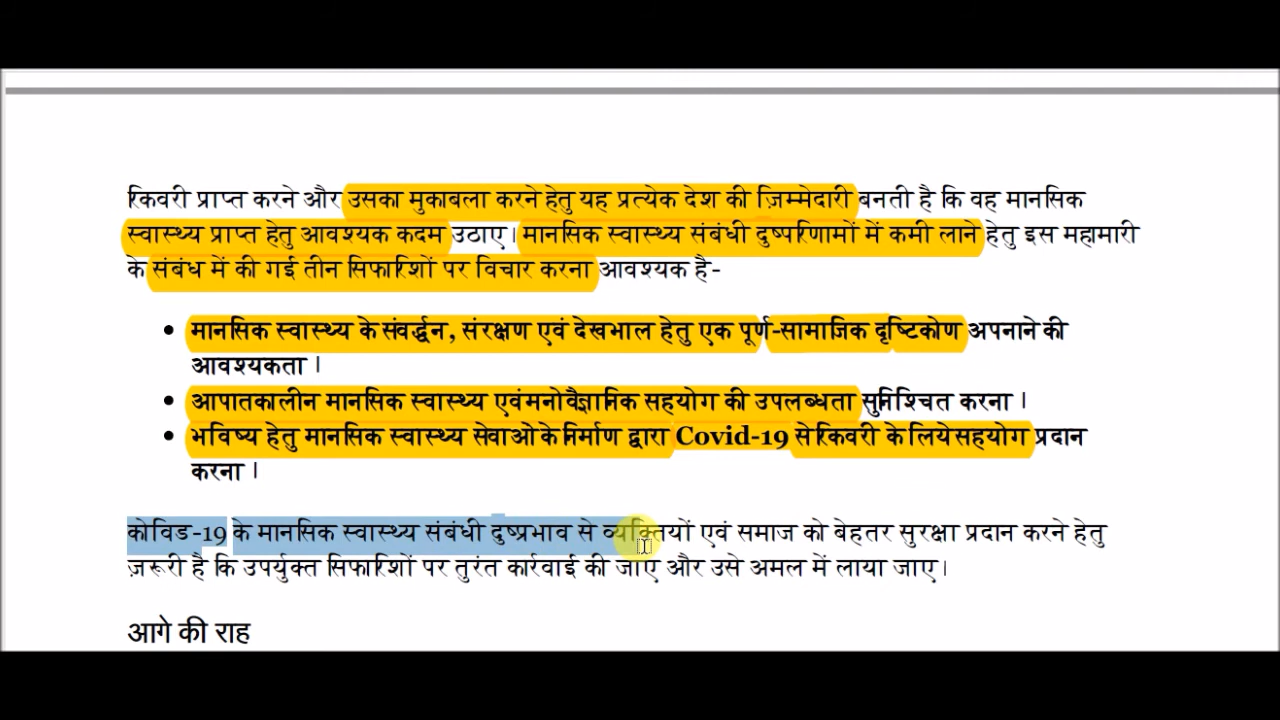 रिकवरी प्राप्त करने और उसका मुकाबला करने हेतु यह प्रत्येक देश की ज़िम्मेदारी बनती है कि वह मानसिक
स्वास्थ्य प्राप्त हेतु आवश्यक कदम उठाए। मानसिक स्वास्थ्य संबंधी दुष्परिणामों में कमी लाने हेतु इस महामारी
के संबंध में की गई तीन सिफारिशों पर विचार करना आवश्यक है-
• मानसिक स्वास्थ्य के संवर्द्धन, संरक्षण एवं देखभाल हेतु एक पूर्ण-सामाजिक दृष्टिकोण अपनाने की
आवश्यकता।
• आपातकालीन मानसिक स्वास्थ्य एवं मनोवैज्ञानिक सहयोग की उपलब्धता सुनिश्चित करना।
• भविष्य हेतु मानसिक स्वास्थ्य सेवाओं के निर्माण द्वारा Covid-19 से रिकवरी के लिये सहयोग प्रदान
करना।
कोविड-19 के मानसिक स्वास्थ्य संबंधी दुष्प्रभाव से व्यक्तियों एवं समाज को बेहतर सुरक्षा प्रदान करने हेतु
ज़रूरी है कि उपर्युक्त सिफारिशों पर तुरंत कार्रवाई की जाए और उसे अमल में लाया जाए।
आगे की राह